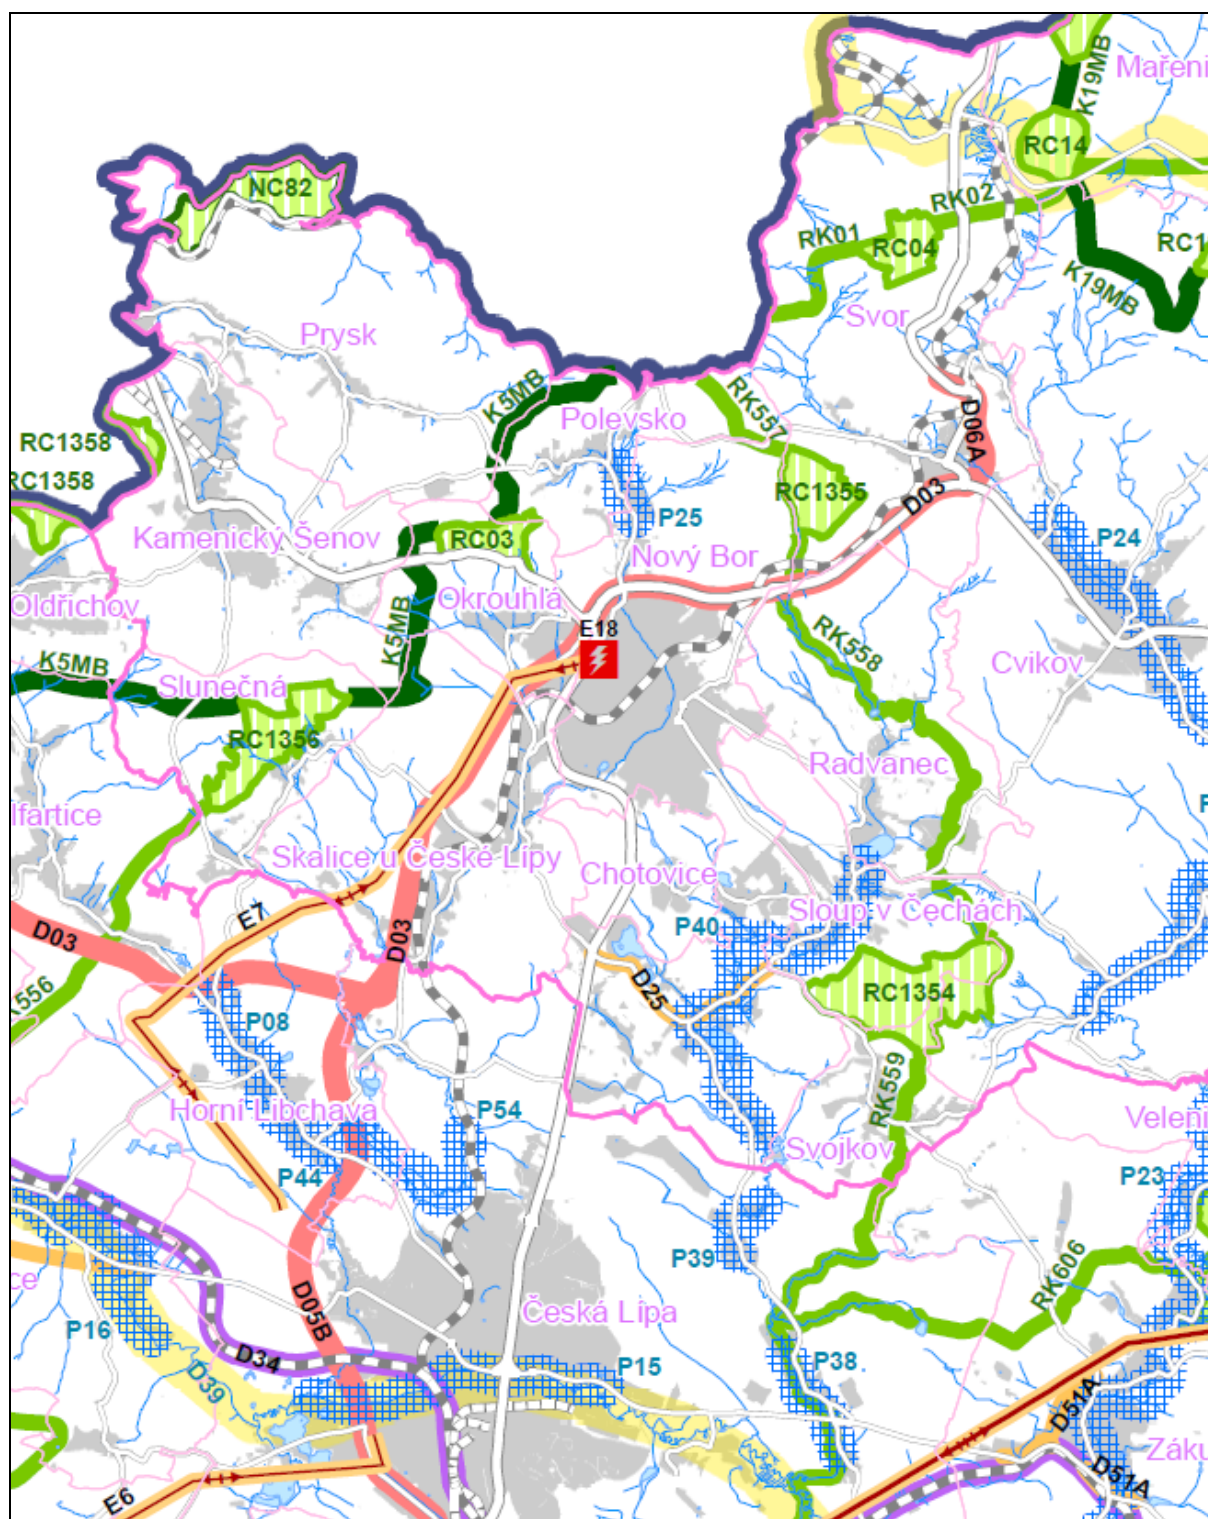 Mařeni
K19MB
RC14
NC82
RK02
RK01
RC04
RC1
K19MB
Svor
Prysk
K5MB
RK557
Polevsko
D06A
RC1358
RC1358
RC1355
D03
P25
P24
Kamenický Šenov
RC03
Nový Bor
Oldřichov
K5MB
Okrouhlá
E18
RK558
K5MB
Slunečná
Cvikov
RC1356
Radvanec
lfartice
Skalice u České Lípy
Chotovice
E7
P40
Sloup v Čechách
D03
D03
D25
RC1354
P08
RK559
Horní Libchava
P54
Veleni
Svojkov
P44
P23
P39
RK606
ce
D05B
Česká Lípa
P16
D34
P15
P38
D39
D51A
Záku
D51A
E6